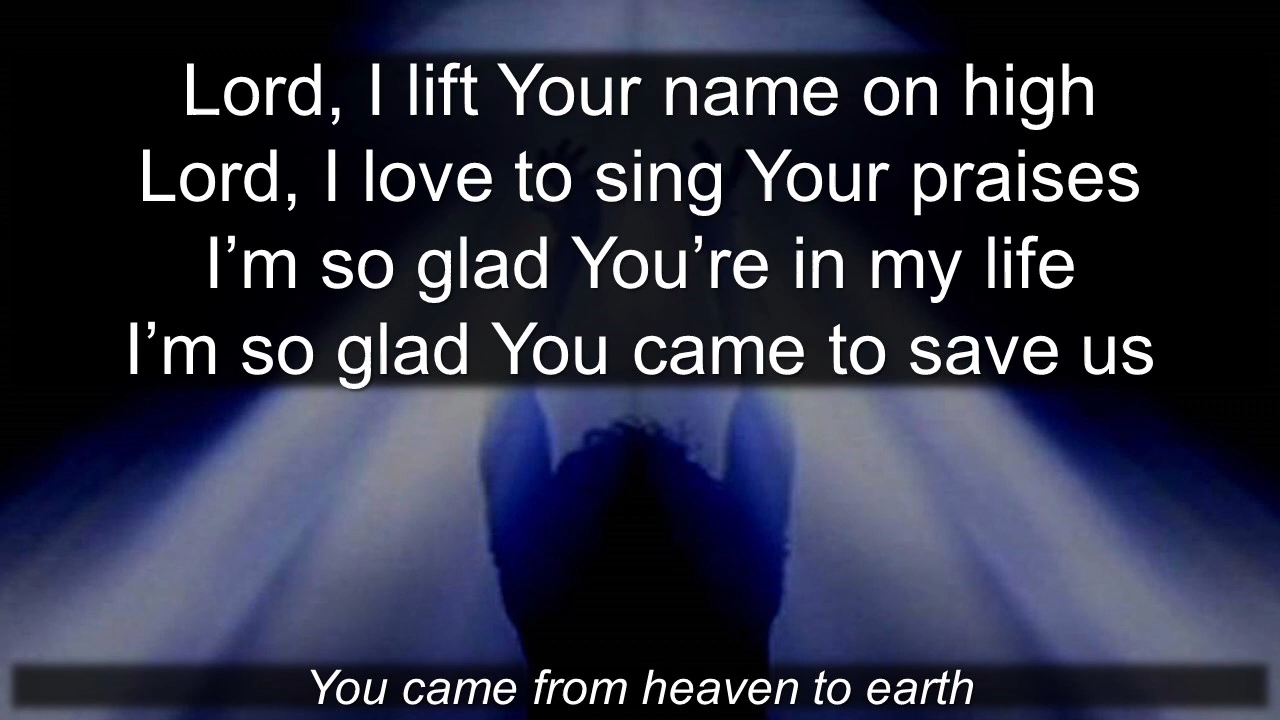 Lord, I lift Your name on high
Lord, I love to sing Your praises
I’m so glad You’re in my life
I’m so glad You came to save us
You came from heaven to earth